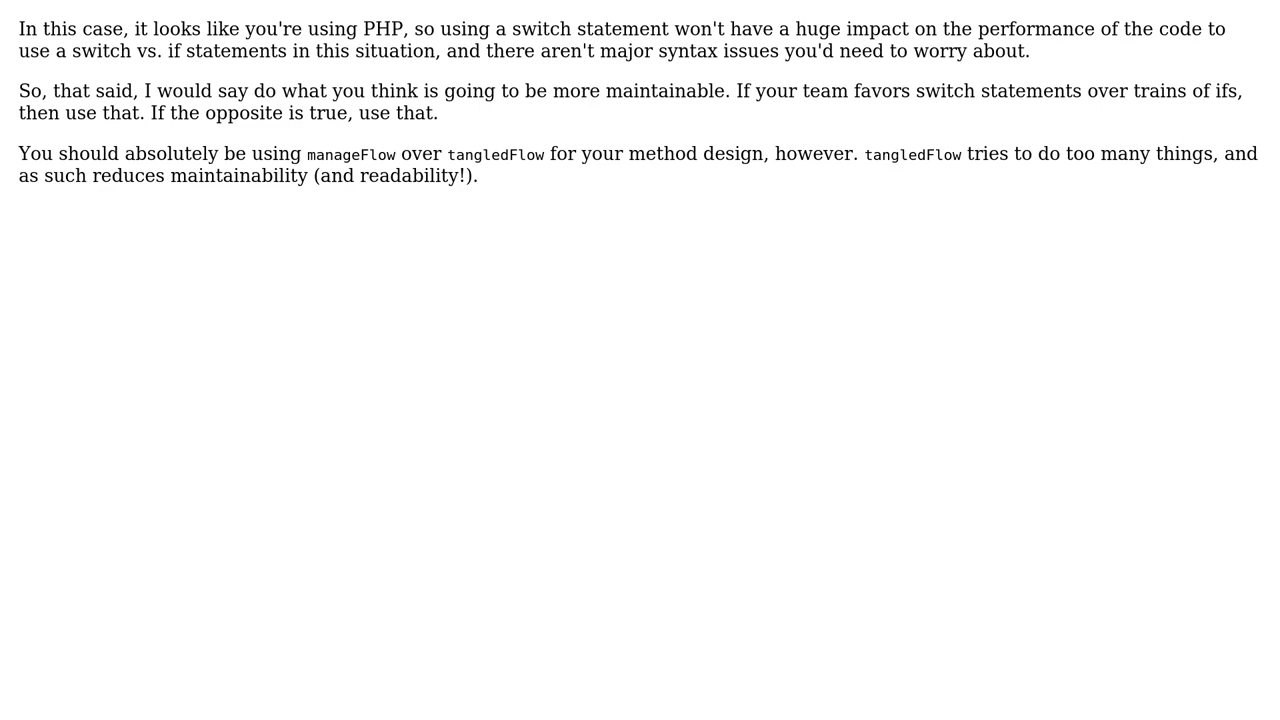 In this case, it looks like you're using PHP, so using a switch statement won't have a huge impact on the performance of the code to
use a switch vs. if statements in this situation, and there aren't major syntax issues you'd need to worry about.
So, that said, I would say do what you think is going to be more maintainable. If your team favors switch statements over trains of ifs,
then use that. If the opposite is true, use that.
You should absolutely be using manageFlow over tangledFlow for your method design, however. tangledFlow tries to do too many things, and
as such reduces maintainability (and readability!).